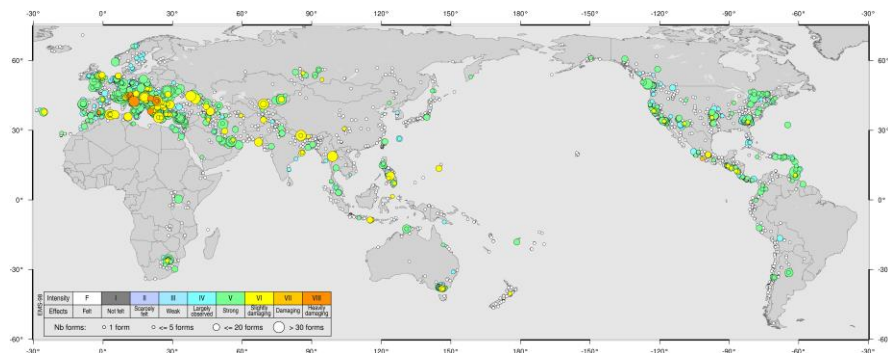 -30° 0° 30° 60° 90° 120° 150° 180° -150° -120° -90° -60° -30°
60° 60°
30° 30°
0° 0°
-30° -30°
EMS-98
Intensity F I II III IV V VI VII VIII
Effects Felt Not felt Scarcely felt Weak Largely observed Strong Slightly damaging Damaging Heavily damaging
Nb forms: 1 form <= 5 forms <= 20 forms > 30 forms
-60° -60°
-30° 0° 30° 60° 90° 120° 150° 180° -150° -120° -90° -60° -30°